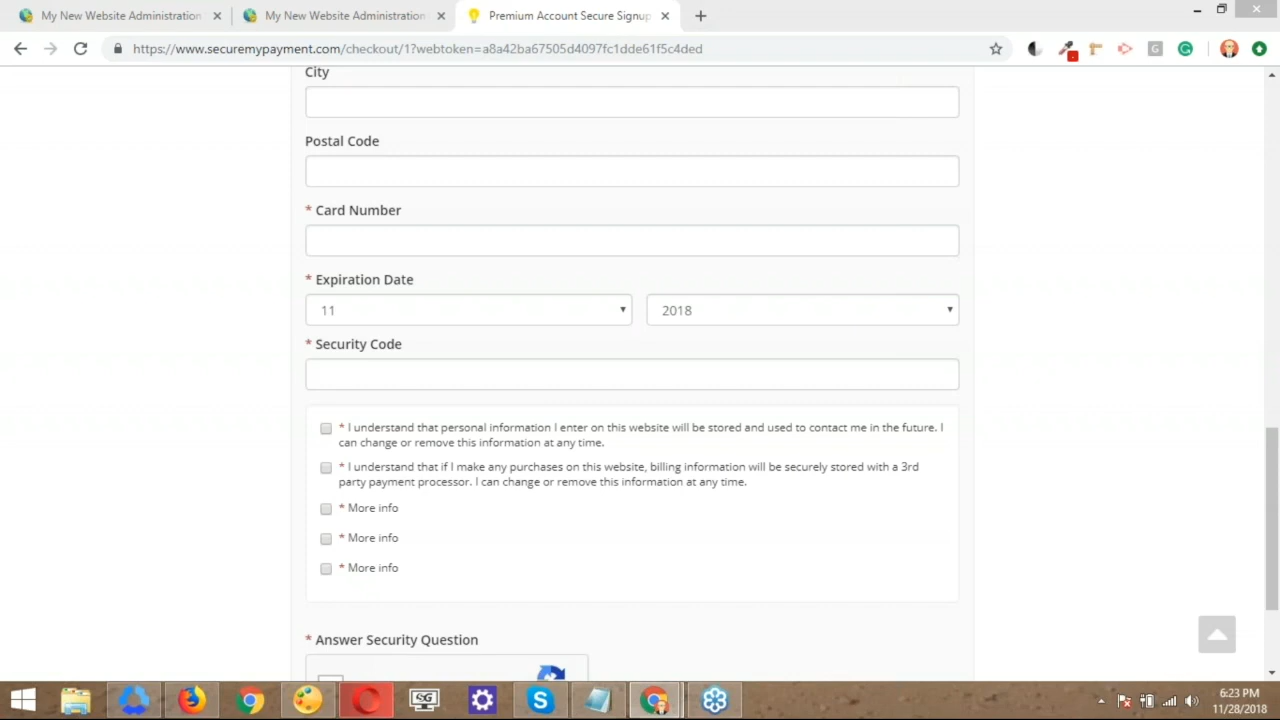 My New Website Administration
My New Website Administration
Premium Account Secure Signup
https://www.securemypayment.com/checkout/1?webtoken=a8a42ba67505d4097fc1dde61f5c4ded
G
City
Postal Code
* Card Number
* Expiration Date
11
2018
* Security Code
* I understand that personal information I enter on this website will be stored and used to contact me in the future. I
can change or remove this information at any time.
* I understand that if I make any purchases on this website, billing information will be securely stored with a 3rd
party payment processor. I can change or remove this information at any time.
* More info
* More info
* More info
* Answer Security Question
SG
6:23 PM
11/28/2018